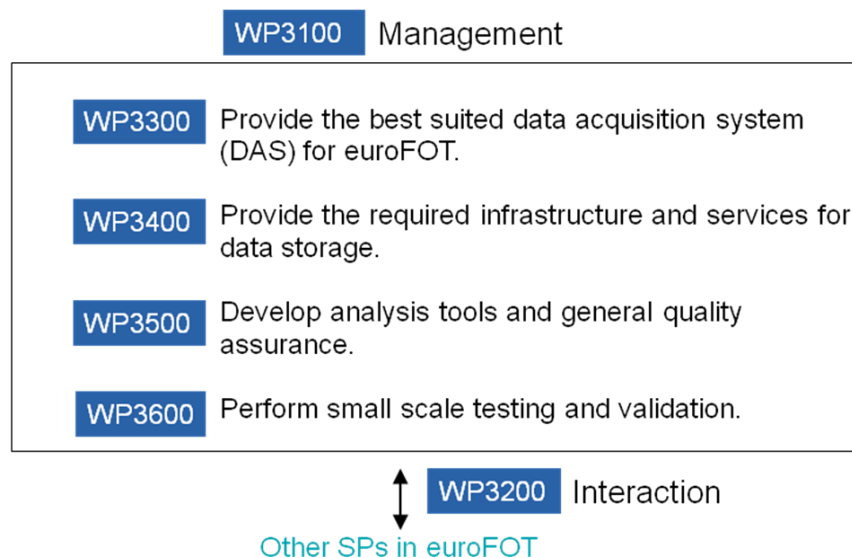 WP3100 Management
WP3300 Provide the best suited data acquisition system
(DAS) for euroFOT.
WP3400 Provide the required infrastructure and services for
data storage.
WP3500 Develop analysis tools and general quality
assurance.
WP3600 Perform small scale testing and validation.
WP3200 Interaction
Other SPs in euroFOT